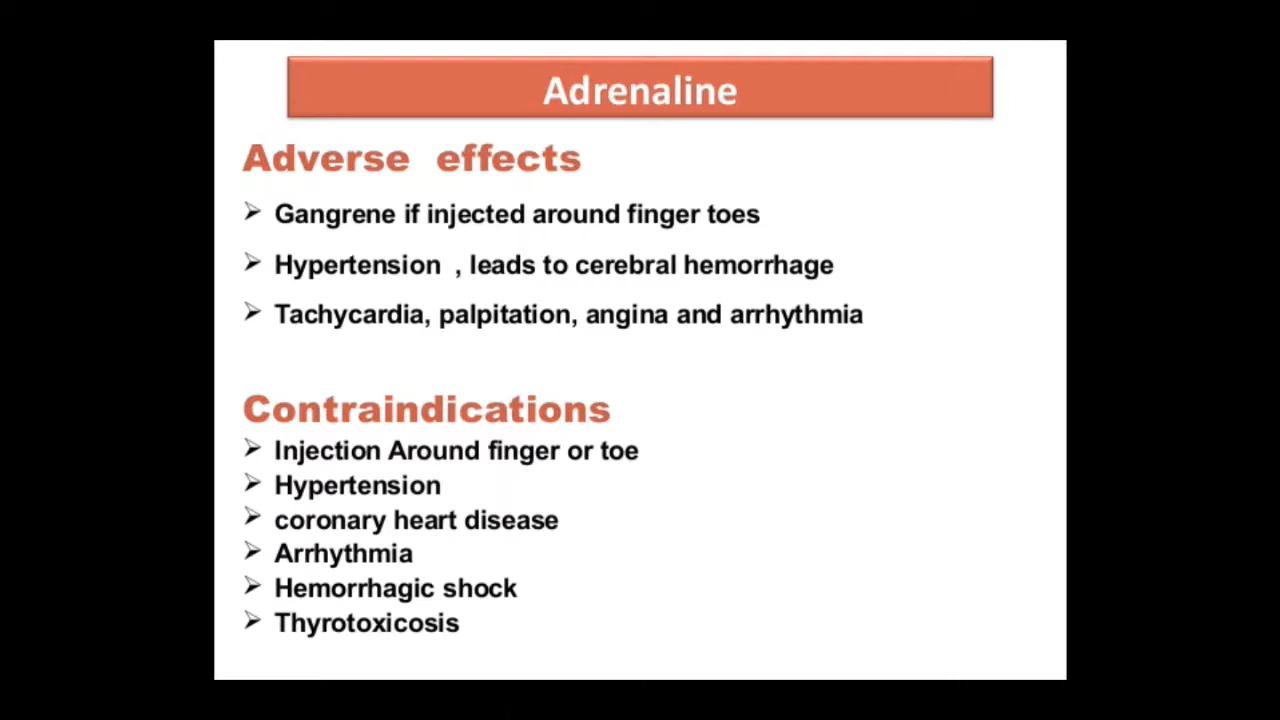 Adrenaline
Adverse effects
➢ Gangrene if injected around finger toes
➢ Hypertension , leads to cerebral hemorrhage
➢ Tachycardia, palpitation, angina and arrhythmia
Contraindications
➢ Injection Around finger or toe
➢ Hypertension
➢ coronary heart disease
➢ Arrhythmia
➢ Hemorrhagic shock
➢ Thyrotoxicosis